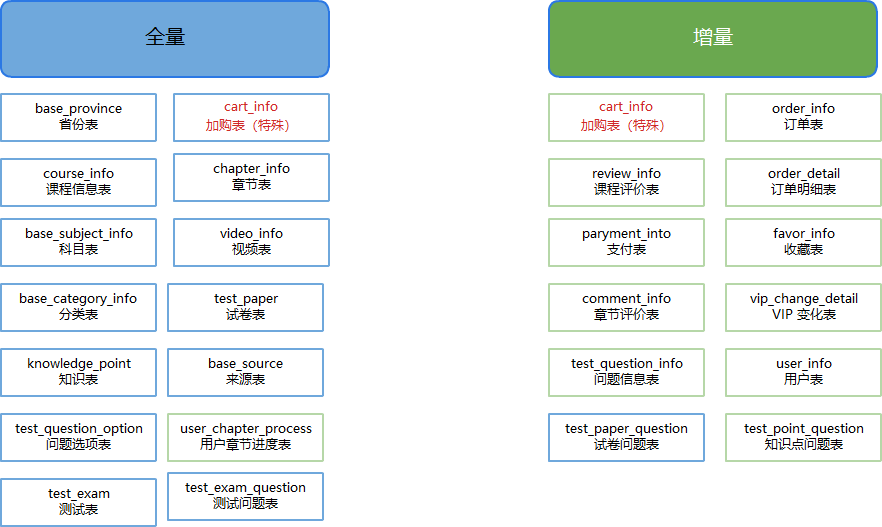 全量
增量
base_province
省份表
cart_info
加购表（特殊）
cart_info
加购表（特殊）
order_info
订单表
course_info
课程信息表
chapter_info
章节表
review_info
课程评价表
order_detail
订单明细表
base_subject_info
科目表
video_info
视频表
paryment_into
支付表
favor_info
收藏表
base_category_info
分类表
test_paper
试卷表
comment_info
章节评价表
vip_change_detail
VIP 变化表
knowledge_point
知识表
base_source
来源表
test_question_info
问题信息表
user_info
用户表
test_question_option
问题选项表
user_chapter_process
用户章节进度表
test_paper_question
试卷问题表
test_point_question
知识点问题表
test_exam
测试表
test_exam_question
测试问题表